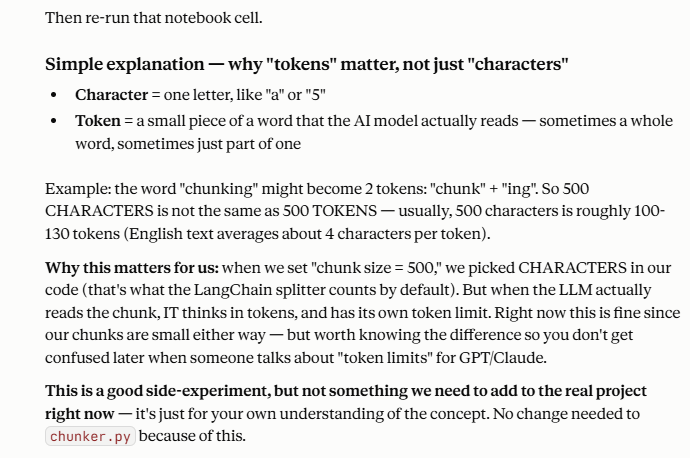 Then re-run that notebook cell.
Simple explanation — why "tokens" matter, not just "characters"
• Character = one letter, like "a" or "5"
• Token = a small piece of a word that the AI model actually reads — sometimes a whole
word, sometimes just part of one
Example: the word "chunking" might become 2 tokens: "chunk" + "ing". So 500
CHARACTERS is not the same as 500 TOKENS — usually, 500 characters is roughly 100-
130 tokens (English text averages about 4 characters per token).
Why this matters for us: when we set "chunk size = 500," we picked CHARACTERS in our
code (that's what the LangChain splitter counts by default). But when the LLM actually
reads the chunk, IT thinks in tokens, and has its own token limit. Right now this is fine since
our chunks are small either way — but worth knowing the difference so you don't get
confused later when someone talks about "token limits" for GPT/Claude.
This is a good side-experiment, but not something we need to add to the real project
right now — it's just for your own understanding of the concept. No change needed to
chunker.py because of this.